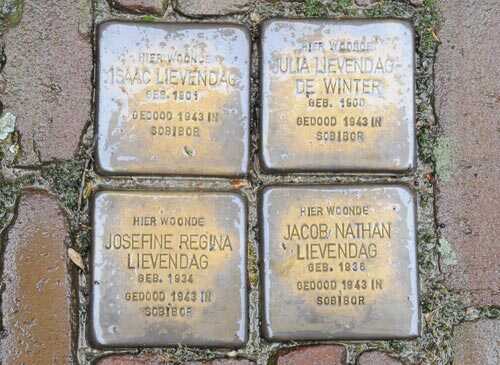 HIER WOONDE
ISAAC LIEVENDAG
GEB. 1901
GEDOOD 1943 IN
SOBIBOR
HIER WOONDE
JULIA LIEVENDAG-
DE WINTER
GEB. 1900
GEDOOD 1943 IN
SOBIBOR
HIER WOONDE
JOSEFINE REGINA
LIEVENDAG
GEB. 1934
GEDOOD 1943 IN
SOBIBOR
HIER WOONDE
JACOB NATHAN
LIEVENDAG
GEB. 1936
GEDOOD 1943 IN
SOBIBOR